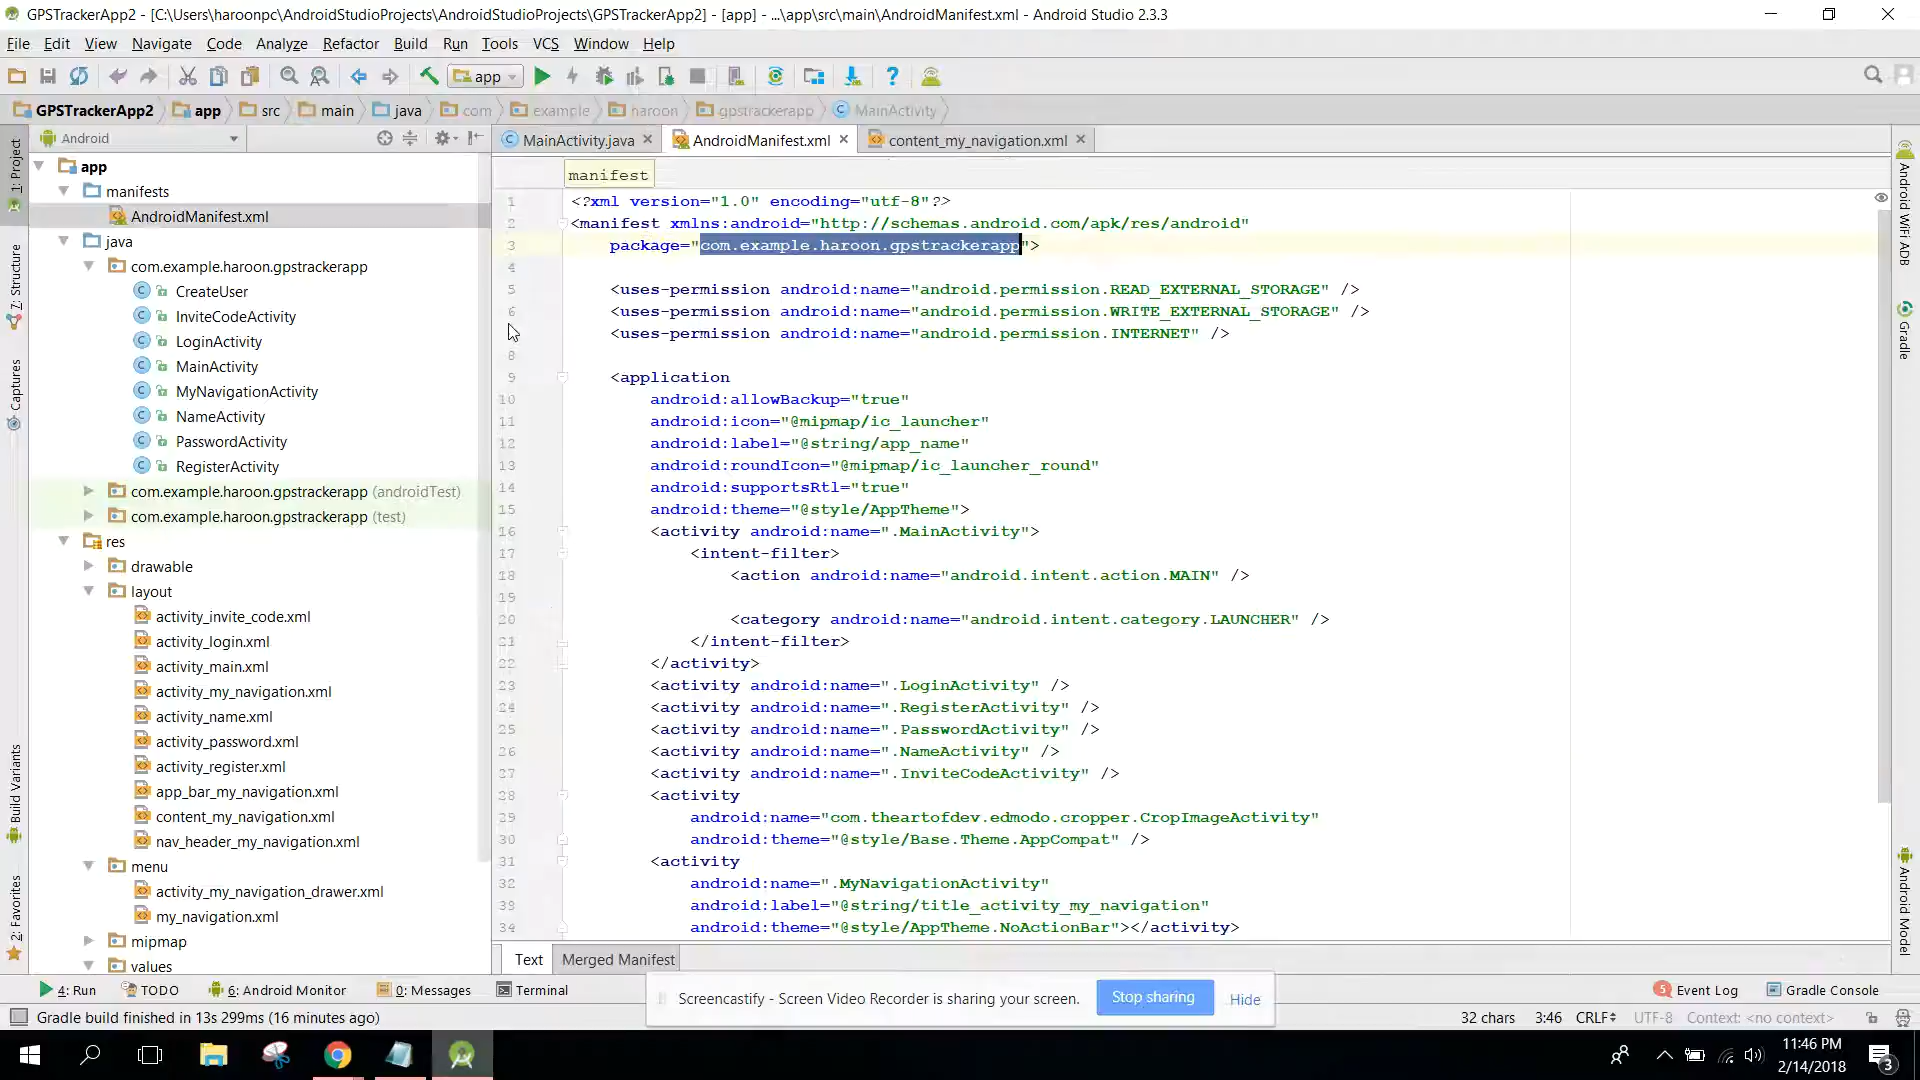 GPSTrackerApp2 - [C:\Users\haroonpc\AndroidStudioProjects\AndroidStudioProjects\GPSTrackerApp2] - [app] - ...\app\src\main\AndroidManifest.xml - Android Studio 2.3.3
File Edit View Navigate Code Analyze Refactor Build Run Tools VCS Window Help
app
GPSTrackerApp2 app src main java com example haroon gpstrackerapp MainActivity
Android
MainActivity.java AndroidManifest.xml content_my_navigation.xml
1: Project
7: Structure
Captures
Build Variants
2: Favorites
app
manifests
AndroidManifest.xml
java
com.example.haroon.gpstrackerapp
CreateUser
InviteCodeActivity
LoginActivity
MainActivity
MyNavigationActivity
NameActivity
PasswordActivity
RegisterActivity
com.example.haroon.gpstrackerapp (androidTest)
com.example.haroon.gpstrackerapp (test)
res
drawable
layout
activity_invite_code.xml
activity_login.xml
activity_main.xml
activity_my_navigation.xml
activity_name.xml
activity_password.xml
activity_register.xml
app_bar_my_navigation.xml
content_my_navigation.xml
nav_header_my_navigation.xml
menu
activity_my_navigation_drawer.xml
my_navigation.xml
mipmap
values
manifest
1 <?xml version="1.0" encoding="utf-8"?>
2 <manifest xmlns:android="http://schemas.android.com/apk/res/android"
3 package="com.example.haroon.gpstrackerapp">
4
5 <uses-permission android:name="android.permission.READ_EXTERNAL_STORAGE" />
6 <uses-permission android:name="android.permission.WRITE_EXTERNAL_STORAGE" />
<uses-permission android:name="android.permission.INTERNET" />
8
9 <application
10 android:allowBackup="true"
11 android:icon="@mipmap/ic_launcher"
12 android:label="@string/app_name"
13 android:roundIcon="@mipmap/ic_launcher_round"
14 android:supportsRtl="true"
15 android:theme="@style/AppTheme">
16 <activity android:name=".MainActivity">
17 <intent-filter>
18 <action android:name="android.intent.action.MAIN" />
19
20 <category android:name="android.intent.category.LAUNCHER" />
21 </intent-filter>
22 </activity>
23 <activity android:name=".LoginActivity" />
24 <activity android:name=".RegisterActivity" />
25 <activity android:name=".PasswordActivity" />
26 <activity android:name=".NameActivity" />
27 <activity android:name=".InviteCodeActivity" />
28 <activity
29 android:name="com.theartofdev.edmodo.cropper.CropImageActivity"
30 android:theme="@style/Base.Theme.AppCompat" />
31 <activity
32 android:name=".MyNavigationActivity"
33 android:label="@string/title_activity_my_navigation"
34 android:theme="@style/AppTheme.NoActionBar"></activity>
Android WiFi ADB
Gradle
Android Model
Text Merged Manifest
4: Run TODO 6: Android Monitor 0: Messages Terminal
5 Event Log Gradle Console
Screencastify - Screen Video Recorder is sharing your screen. Stop sharing Hide
Gradle build finished in 13s 299ms (16 minutes ago)
32 chars 3:46 CRLF UTF-8 Context: <no context>
11:46 PM
2/14/2018
3